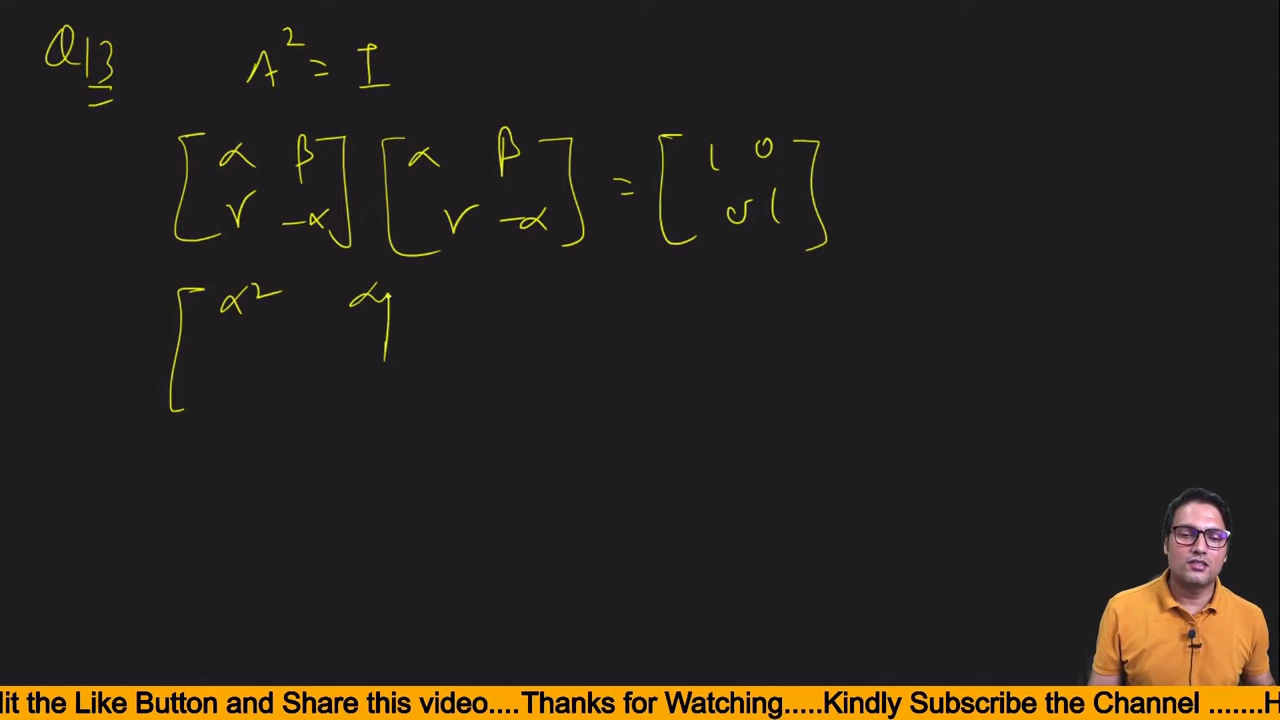 Q13 A² = I
[α β γ -α] [α β γ -α] = [1 0 0 1]
[α²
lit the Like Button and Share this video....Thanks for Watching.....Kindly Subscribe the Channel .......H